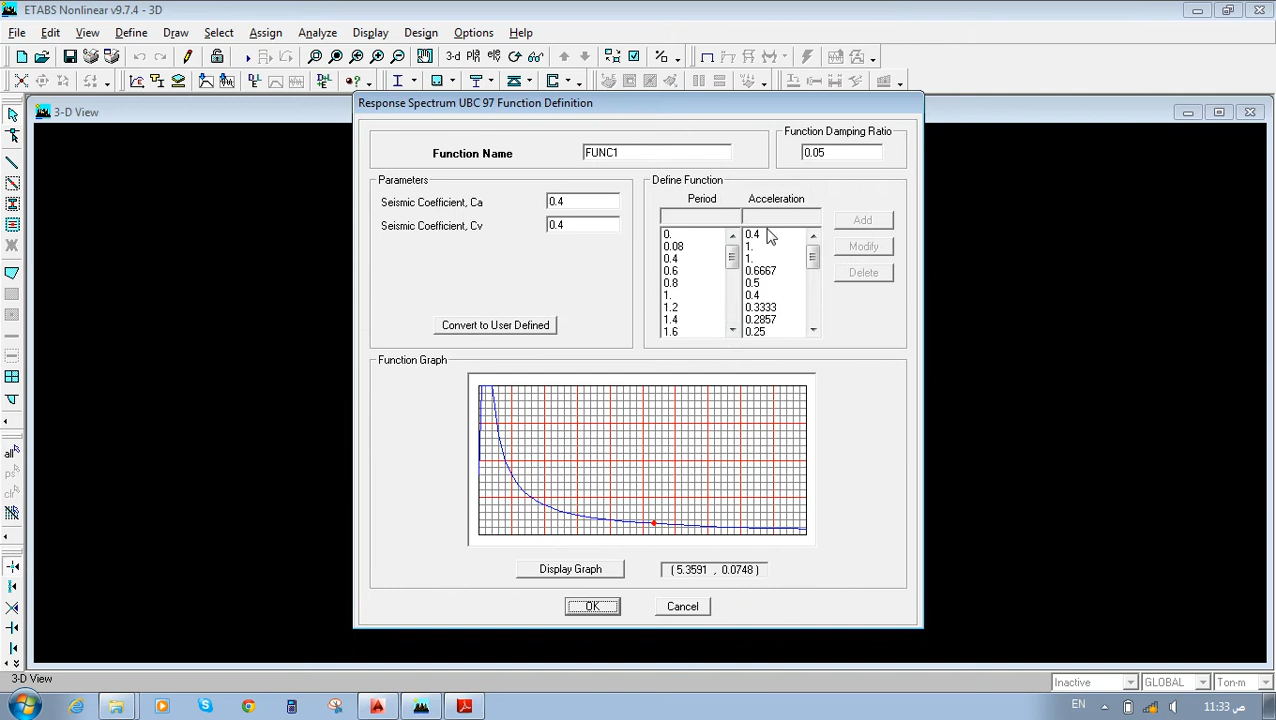 ETABS Nonlinear v9.7.4 - 3D
File Edit View Define Draw Select Assign Analyze Display Design Options Help
3-d
3-D View
Response Spectrum UBC 97 Function Definition
Function Name
FUNC1
Function Damping Ratio
0.05
Parameters
Seismic Coefficient, Ca
0.4
Seismic Coefficient, Cv
0.4
Convert to User Defined
Define Function
Period Acceleration
0. 0.4
0.08 1.
0.4 1.
0.6 0.6667
0.8 0.5
1. 0.4
1.2 0.3333
1.4 0.2857
1.6 0.25
Add
Modify
Delete
Function Graph
Display Graph
( 5.3591 , 0.0748 )
OK
Cancel
all
ps
clr
3-D View
Inactive
GLOBAL
Ton-m
EN
11:33 ص